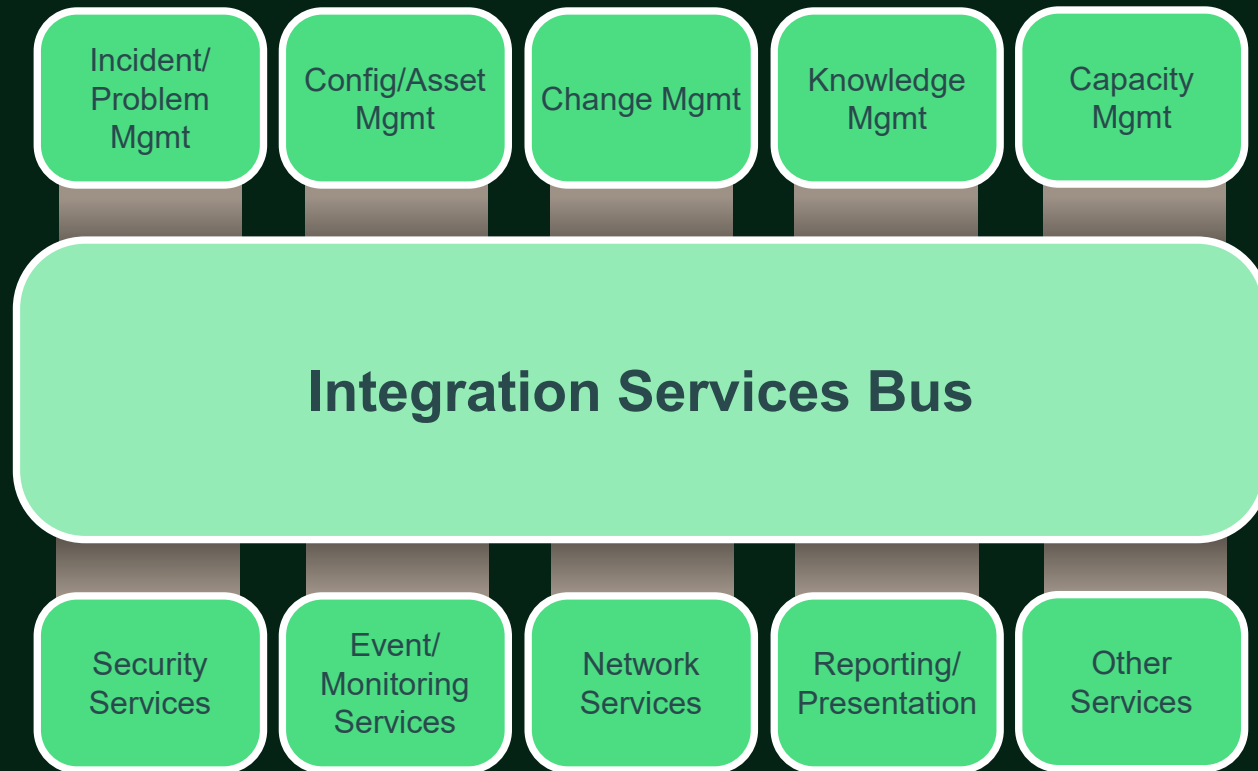 Incident/
Problem
Mgmt
Config/Asset
Mgmt
Change Mgmt
Knowledge
Mgmt
Capacity
Mgmt
Integration Services Bus
Security
Services
Event/
Monitoring
Services
Network
Services
Reporting/
Presentation
Other
Services